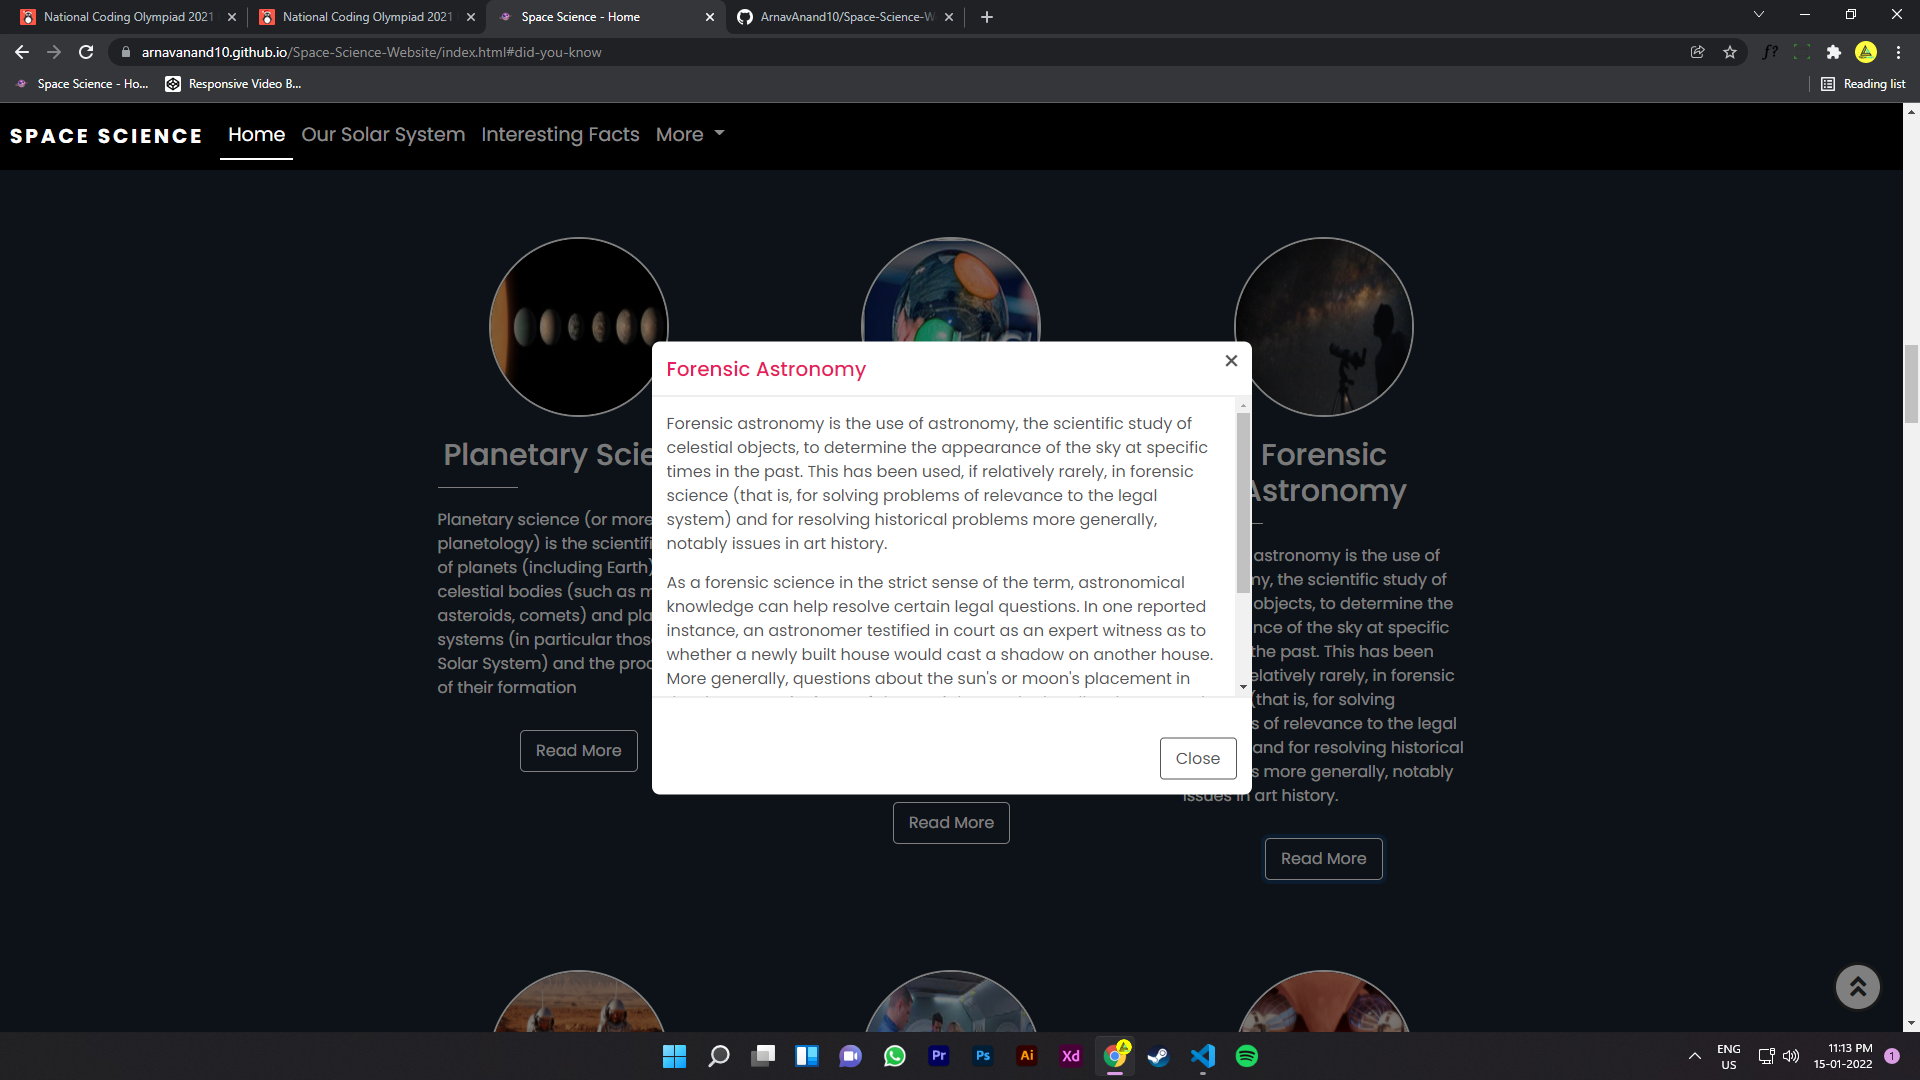 National Coding Olympiad 2021
National Coding Olympiad 2021
Space Science - Home
ArnavAnand10/Space-Science-W
arnavanand10.github.io/Space-Science-Website/index.html#did-you-know
f?
Space Science - Ho...
Responsive Video B...
Reading list
SPACE SCIENCE
Home
Our Solar System
Interesting Facts
More
Forensic Astronomy
Forensic astronomy is the use of astronomy, the scientific study of
celestial objects, to determine the appearance of the sky at specific
times in the past. This has been used, if relatively rarely, in forensic
science (that is, for solving problems of relevance to the legal
system) and for resolving historical problems more generally,
notably issues in art history.
As a forensic science in the strict sense of the term, astronomical
knowledge can help resolve certain legal questions. In one reported
instance, an astronomer testified in court as an expert witness as to
whether a newly built house would cast a shadow on another house.
More generally, questions about the sun's or moon's placement in
Close
Planetary Scie
Planetary science (or more
planetology) is the scientifi
of planets (including Earth)
celestial bodies (such as m
asteroids, comets) and pla
systems (in particular thos
Solar System) and the proc
of their formation
Read More
Read More
Forensic
Astronomy
astronomy is the use of
my, the scientific study of
objects, to determine the
nce of the sky at specific
the past. This has been
elatively rarely, in forensic
(that is, for solving
s of relevance to the legal
and for resolving historical
s more generally, notably
issues in art history.
Read More
Pr
Ps
Ai
Xd
ENG
US
11:13 PM
15-01-2022
1